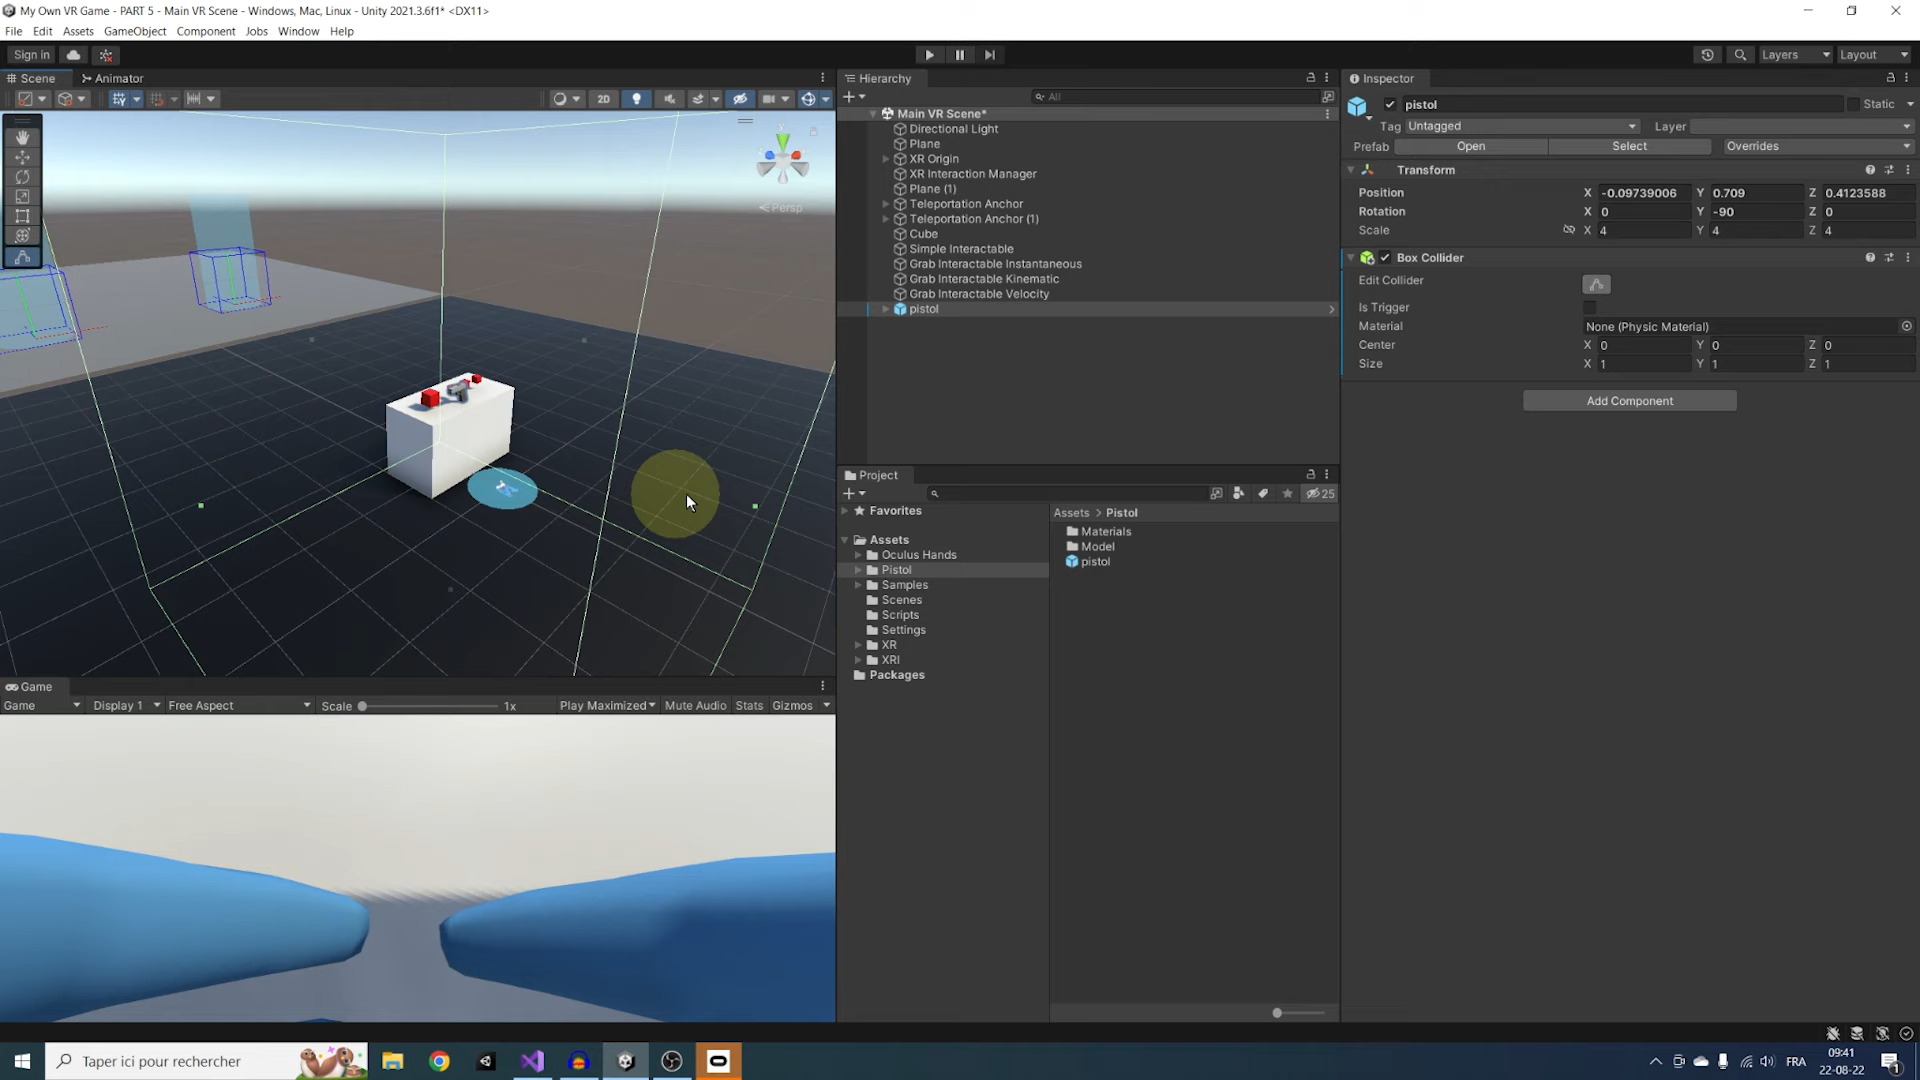 My Own VR Game - PART 5 - Main VR Scene - Windows, Mac, Linux - Unity 2021.3.6f1* <DX11>
File Edit Assets GameObject Component Jobs Window Help
Sign in Layers Layout
Scene Animator
2D
Persp
Hierarchy
All
Main VR Scene*
Directional Light
Plane
XR Origin
XR Interaction Manager
Plane (1)
Teleportation Anchor
Teleportation Anchor (1)
Cube
Simple Interactable
Grab Interactable Instantaneous
Grab Interactable Kinematic
Grab Interactable Velocity
pistol
Project
25
Favorites
Assets
Oculus Hands
Pistol
Samples
Scenes
Scripts
Settings
XR
XRI
Packages
Assets > Pistol
Materials
Model
pistol
Inspector
pistol Static
Tag Untagged Layer
Prefab Open Select Overrides
Transform
Position X -0.09739006 Y 0.709 Z 0.4123588
Rotation X 0 Y -90 Z 0
Scale X 4 Y 4 Z 4
Box Collider
Edit Collider
Is Trigger
Material None (Physic Material)
Center X 0 Y 0 Z 0
Size X 1 Y 1 Z 1
Add Component
Game
Game Display 1 Free Aspect Scale 1x Play Maximized Mute Audio Stats Gizmos
Taper ici pour rechercher
FRA
09:41
22-08-22
1